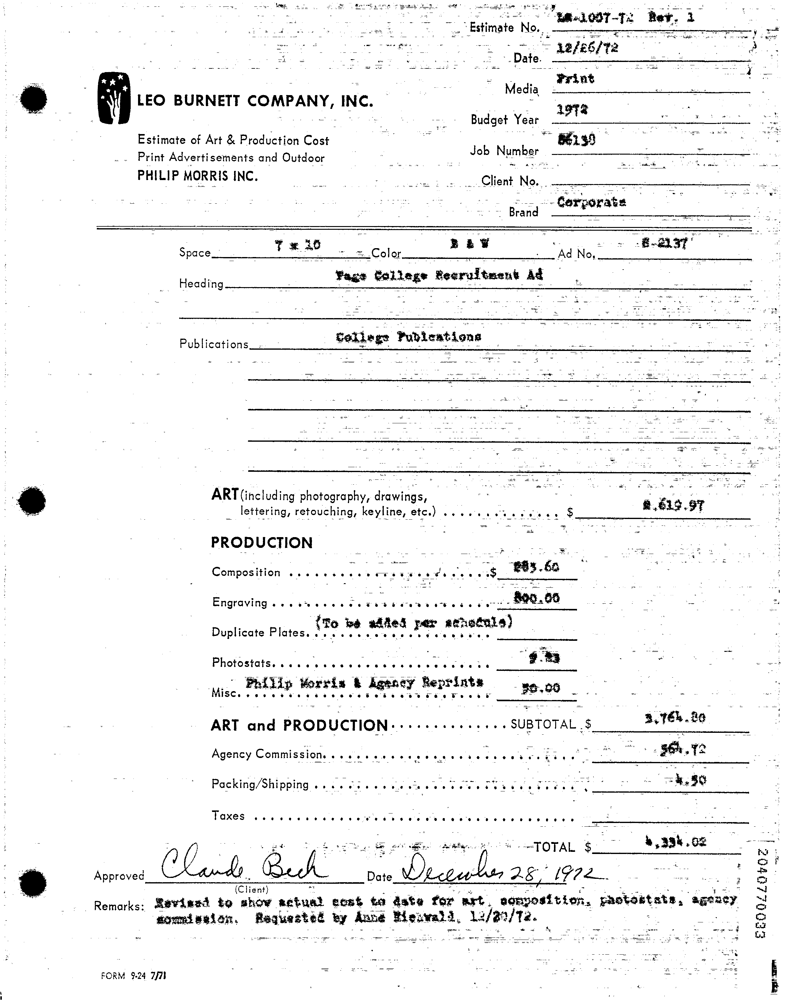 Estimate No. LB-1007-72 Rev. 1
Date 12/26/72
Media Print
LEO BURNETT COMPANY, INC.
Budget Year 1972
Estimate of Art & Production Cost
Job Number 86130
Print Advertisements and Outdoor
PHILIP MORRIS INC.
Client No.
Brand Corporate
Space 7 x 10 Color B & W Ad No. S-2137
Heading Page College Recruitment Ad
Publications College Publications
ART (including photography, drawings,
lettering, retouching, keyline, etc.) . . . . . . . . . . . . . . $ 2,619.97
PRODUCTION
Composition . . . . . . . . . . . . . . . . . . . . . . . $ 285.60
Engraving . . . . . . . . . . . . . . . . . . . . . . . . 800.00
Duplicate Plates. (To be added per schedule)
Photostats. . . . . . . . . . . . . . . . . . . . . . . . 9.23
Misc. Philip Morris & Agency Reprints 50.00
ART and PRODUCTION . . . . . . . . . . . . . SUBTOTAL $ 3,764.80
Agency Commission. . . . . . . . . . . . . . . . . . . . . . . . . . . 564.72
Packing/Shipping . . . . . . . . . . . . . . . . . . . . . . . . . . . . 4.50
Taxes . . . . . . . . . . . . . . . . . . . . . . . . . . . . . . . . . . .
TOTAL $ 4,334.02
Approved Claude Bech Date December 28, 1972
(Client)
Remarks: Revised to show actual cost to date for art, composition, photostats, agency
commission. Requested by Anne 12/20/72.
2040770033
FORM 9-24 7/71